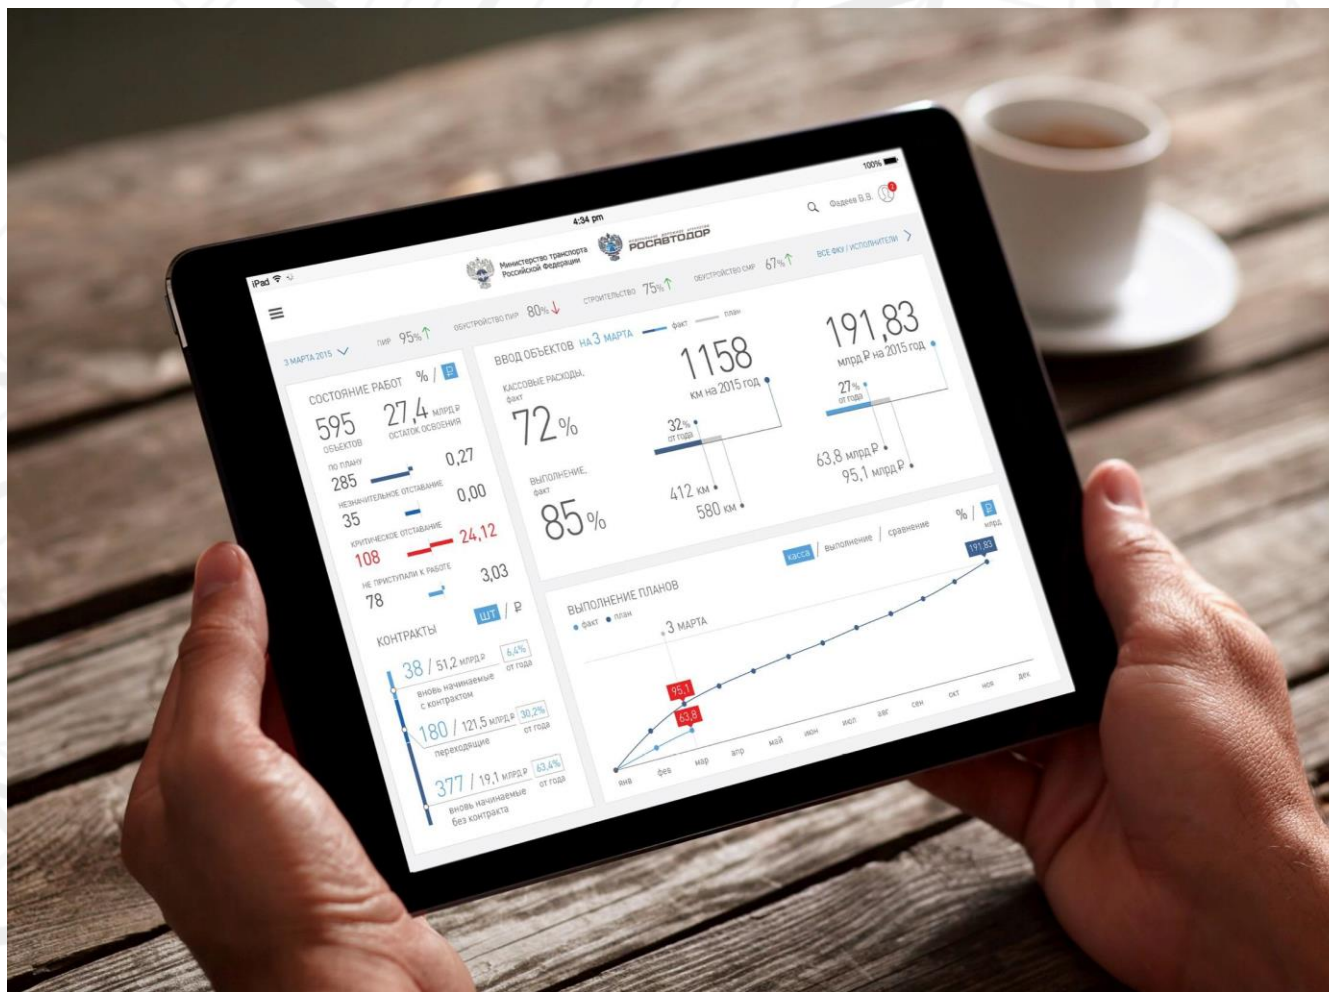 iPad
4:34 pm
100%
Министерство транспорта
Российской Федерации
РОСАВТОДОР
Фадеев В.В.
3 МАРТА 2015
ПИР 95%↑
ОБУСТРОЙСТВО ПИР 80%↓
СТРОИТЕЛЬСТВО 75%↑
ОБУСТРОЙСТВО СМР 67%↑
ВСЕ ФКУ / ИСПОЛНИТЕЛИ
СОСТОЯНИЕ РАБОТ % / ₽
595
ОБЪЕКТОВ
27,4 МЛРД ₽
ОСТАТОК ОСВОЕНИЯ
ПО ПЛАНУ
285 0,27
НЕЗНАЧИТЕЛЬНОЕ ОТСТАВАНИЕ
35 0,00
КРИТИЧЕСКОЕ ОТСТАВАНИЕ
108 24,12
НЕ ПРИСТУПАЛИ К РАБОТЕ
78 3,03
КОНТРАКТЫ шт / ₽
38 / 51,2 МЛРД ₽ 6,4%
вновь начинаемые от года
с контрактом
180 / 121,5 МЛРД ₽ 30,2%
переходящие от года
377 / 19,1 МЛРД ₽ 63,4%
вновь начинаемые от года
без контракта
ВВОД ОБЪЕКТОВ НА 3 МАРТА факт план
КАССОВЫЕ РАСХОДЫ,
факт
72%
ВЫПОЛНЕНИЕ,
факт
85%
1158
км на 2015 год
32%
от года
412 км
580 км
191,83
млрд ₽ на 2015 год
27%
от года
63,8 млрд ₽
95,1 млрд ₽
ВЫПОЛНЕНИЕ ПЛАНОВ
касса / выполнение / сравнение % / ₽
млрд
факт план
3 МАРТА
191,83
95,1
63,8
янв фев мар апр май июн июл авг сен окт ноя дек